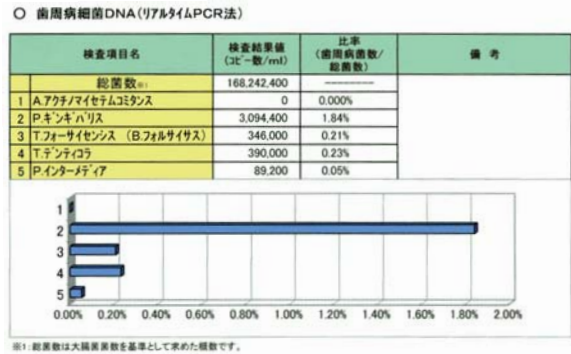 ○ 歯周病細菌DNA(ﾘｱﾙﾀｲﾑPCR法)
検査項目名 検査結果値 (ｺﾋﾟｰ数/ml) 比率 (歯周病菌数/総菌数) 備 考
総菌数※1 168,242,400 ----------
1 A.ｱｸﾁﾉﾏｲｾﾃﾑｺﾐﾀﾝｽ 0 0.000%
2 P.ｷﾞﾝｷﾞﾊﾞﾘｽ 3,094,400 1.84%
3 T.ﾌｫｰｻｲｾﾝｼｽ (B.ﾌｫﾙｻｲｻｽ) 346,000 0.21%
4 T.ﾃﾞﾝﾃｨｺﾗ 390,000 0.23%
5 P.ｲﾝﾀｰﾒﾃﾞｨｱ 89,200 0.05%
1
2
3
4
5
0.00% 0.20% 0.40% 0.60% 0.80% 1.00% 1.20% 1.40% 1.60% 1.80% 2.00%
※1:総菌数は大腸菌菌数を基準として求めた概数です。